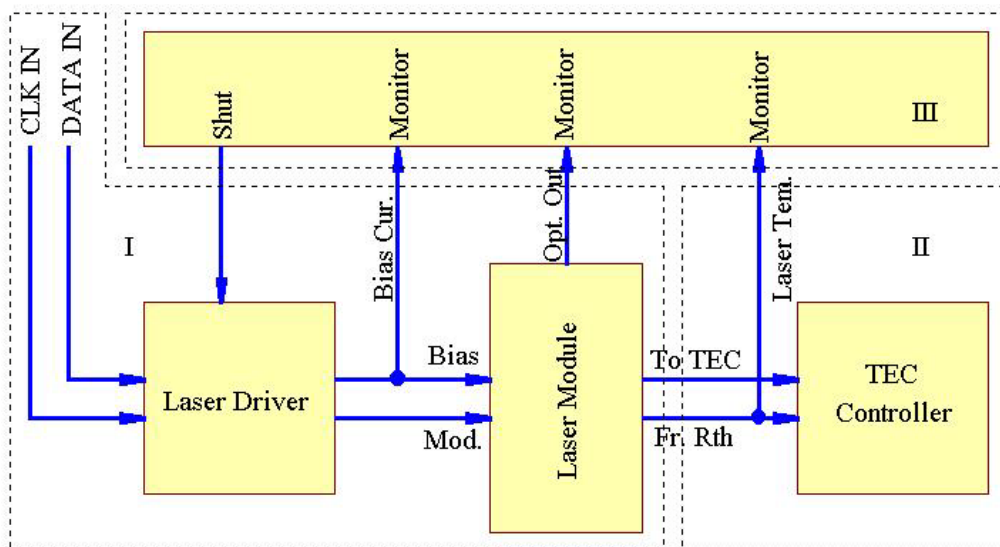 CLK IN
DATA IN
Shut
Monitor
Monitor
Monitor
III
I
Bias Cur.
Opt. Out
Laser Tem.
II
Laser Driver
Bias
Mod.
Laser Module
To TEC
Fr. Rth
TEC
Controller